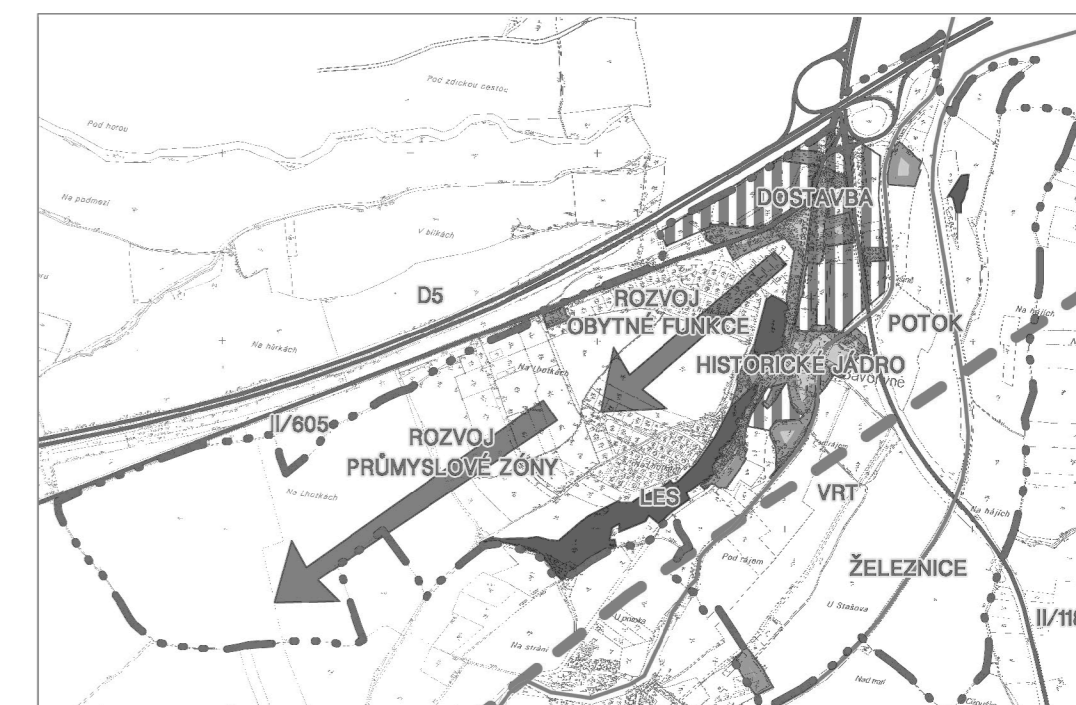 Pod zdickou cestou
Pod horou
Na podmezí
V bílkách
DOSTAVBA
D5
ROZVOJ
OBYTNÉ FUNKCE
Na hájích
POTOK
Na hůrkách
HISTORICKÉ JÁDRO
Na Lhotkách
II/605
ROZVOJ
PRŮMYSLOVÉ ZÓNY
Na Lhotkách
LES
VRT
Na hájích
Pod rájem
ŽELEZNICE
U Stašova
II/118
Na stráni
Nad tratí